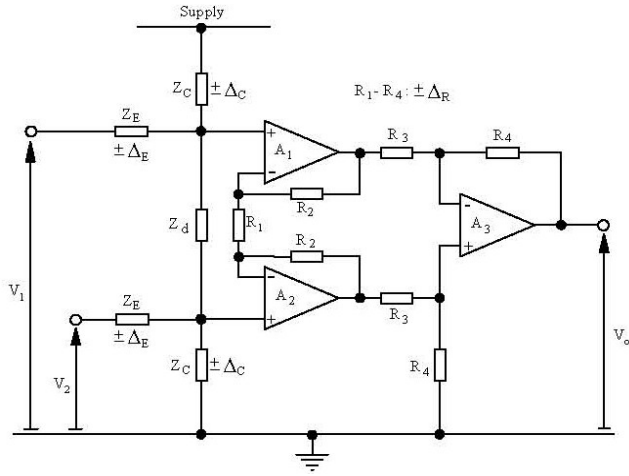 Supply
Z_C ± Δ_C
R_1 - R_4 : ± Δ_R
Z_E
± Δ_E
+
-
A_1
R_3
R_4
R_2
R_1
Z_d
R_2
-
+
A_3
-
+
A_2
R_3
V_1
Z_E
± Δ_E
V_2
Z_C ± Δ_C
R_4
V_o